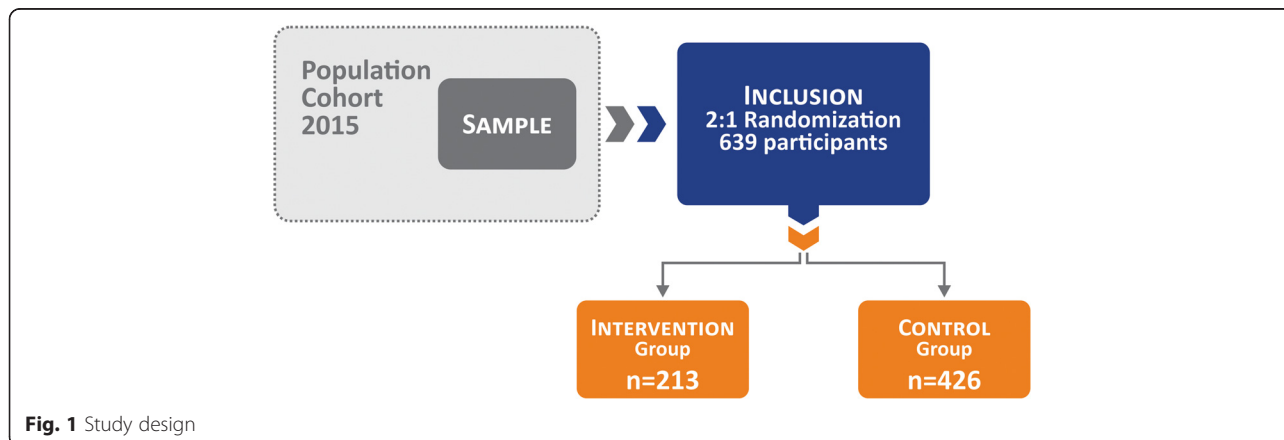 Population
Cohort
2015
SAMPLE
INCLUSION
2:1 Randomization
639 participants
INTERVENTION
Group
n=213
CONTROL
Group
n=426
Fig. 1 Study design